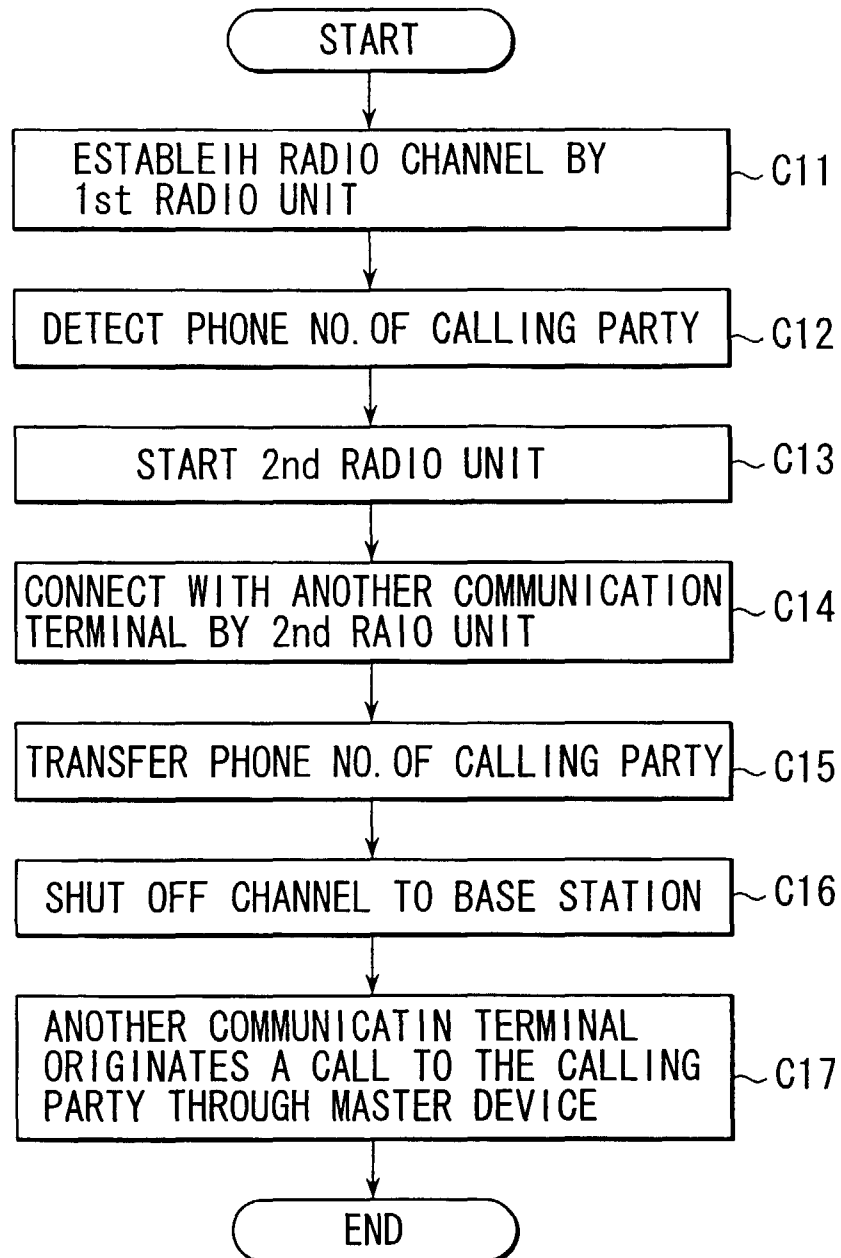 START
ESTABLEIH RADIO CHANNEL BY
1st RADIO UNIT
C11
DETECT PHONE NO. OF CALLING PARTY
C12
START 2nd RADIO UNIT
C13
CONNECT WITH ANOTHER COMMUNICATION
TERMINAL BY 2nd RAIO UNIT
C14
TRANSFER PHONE NO. OF CALLING PARTY
C15
SHUT OFF CHANNEL TO BASE STATION
C16
ANOTHER COMMUNICATIN TERMINAL
ORIGINATES A CALL TO THE CALLING
PARTY THROUGH MASTER DEVICE
C17
END